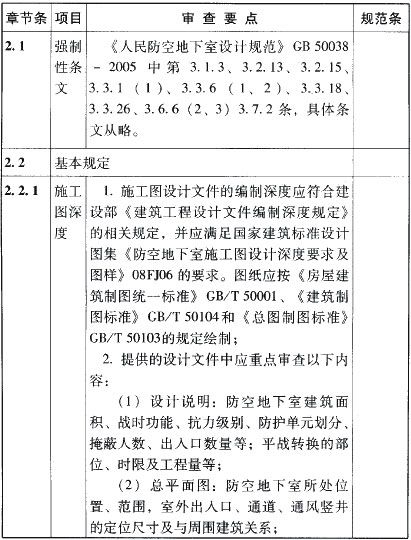 章节条 项目 审查要点 规范条
2.1 强制性条文
《人民防空地下室设计规范》GB 50038
－2005 中第 3.1.3、3.2.13、3.2.15、
3.3.1（1）、3.3.6（1、2）、3.3.18、
3.3.26、3.6.6（2、3）3.7.2 条，具体条
文从略。
2.2 基本规定
2.2.1 施工图深度
1. 施工图设计文件的编制深度应符合建
设部《建筑工程设计文件编制深度规定》
的相关规定，并应满足国家建筑标准设计
图集《防空地下室施工图设计深度要求及
图样》08FJ06 的要求。图纸应按《房屋建
筑制图统一标准》GB/T 50001、《建筑制
图标准》GB/T 50104和《总图制图标准》
GB/T 50103的规定绘制；
2. 提供的设计文件中应重点审查以下内
容：
（1）设计说明：防空地下室建筑面
积、战时功能、抗力级别、防护单元划分、
掩蔽人数、出入口数量等；平战转换的部
位、时限及工程量等；
（2）总平面图：防空地下室所处位
置、范围，室外出入口、通道、通风竖井
的定位尺寸及与周围建筑关系；